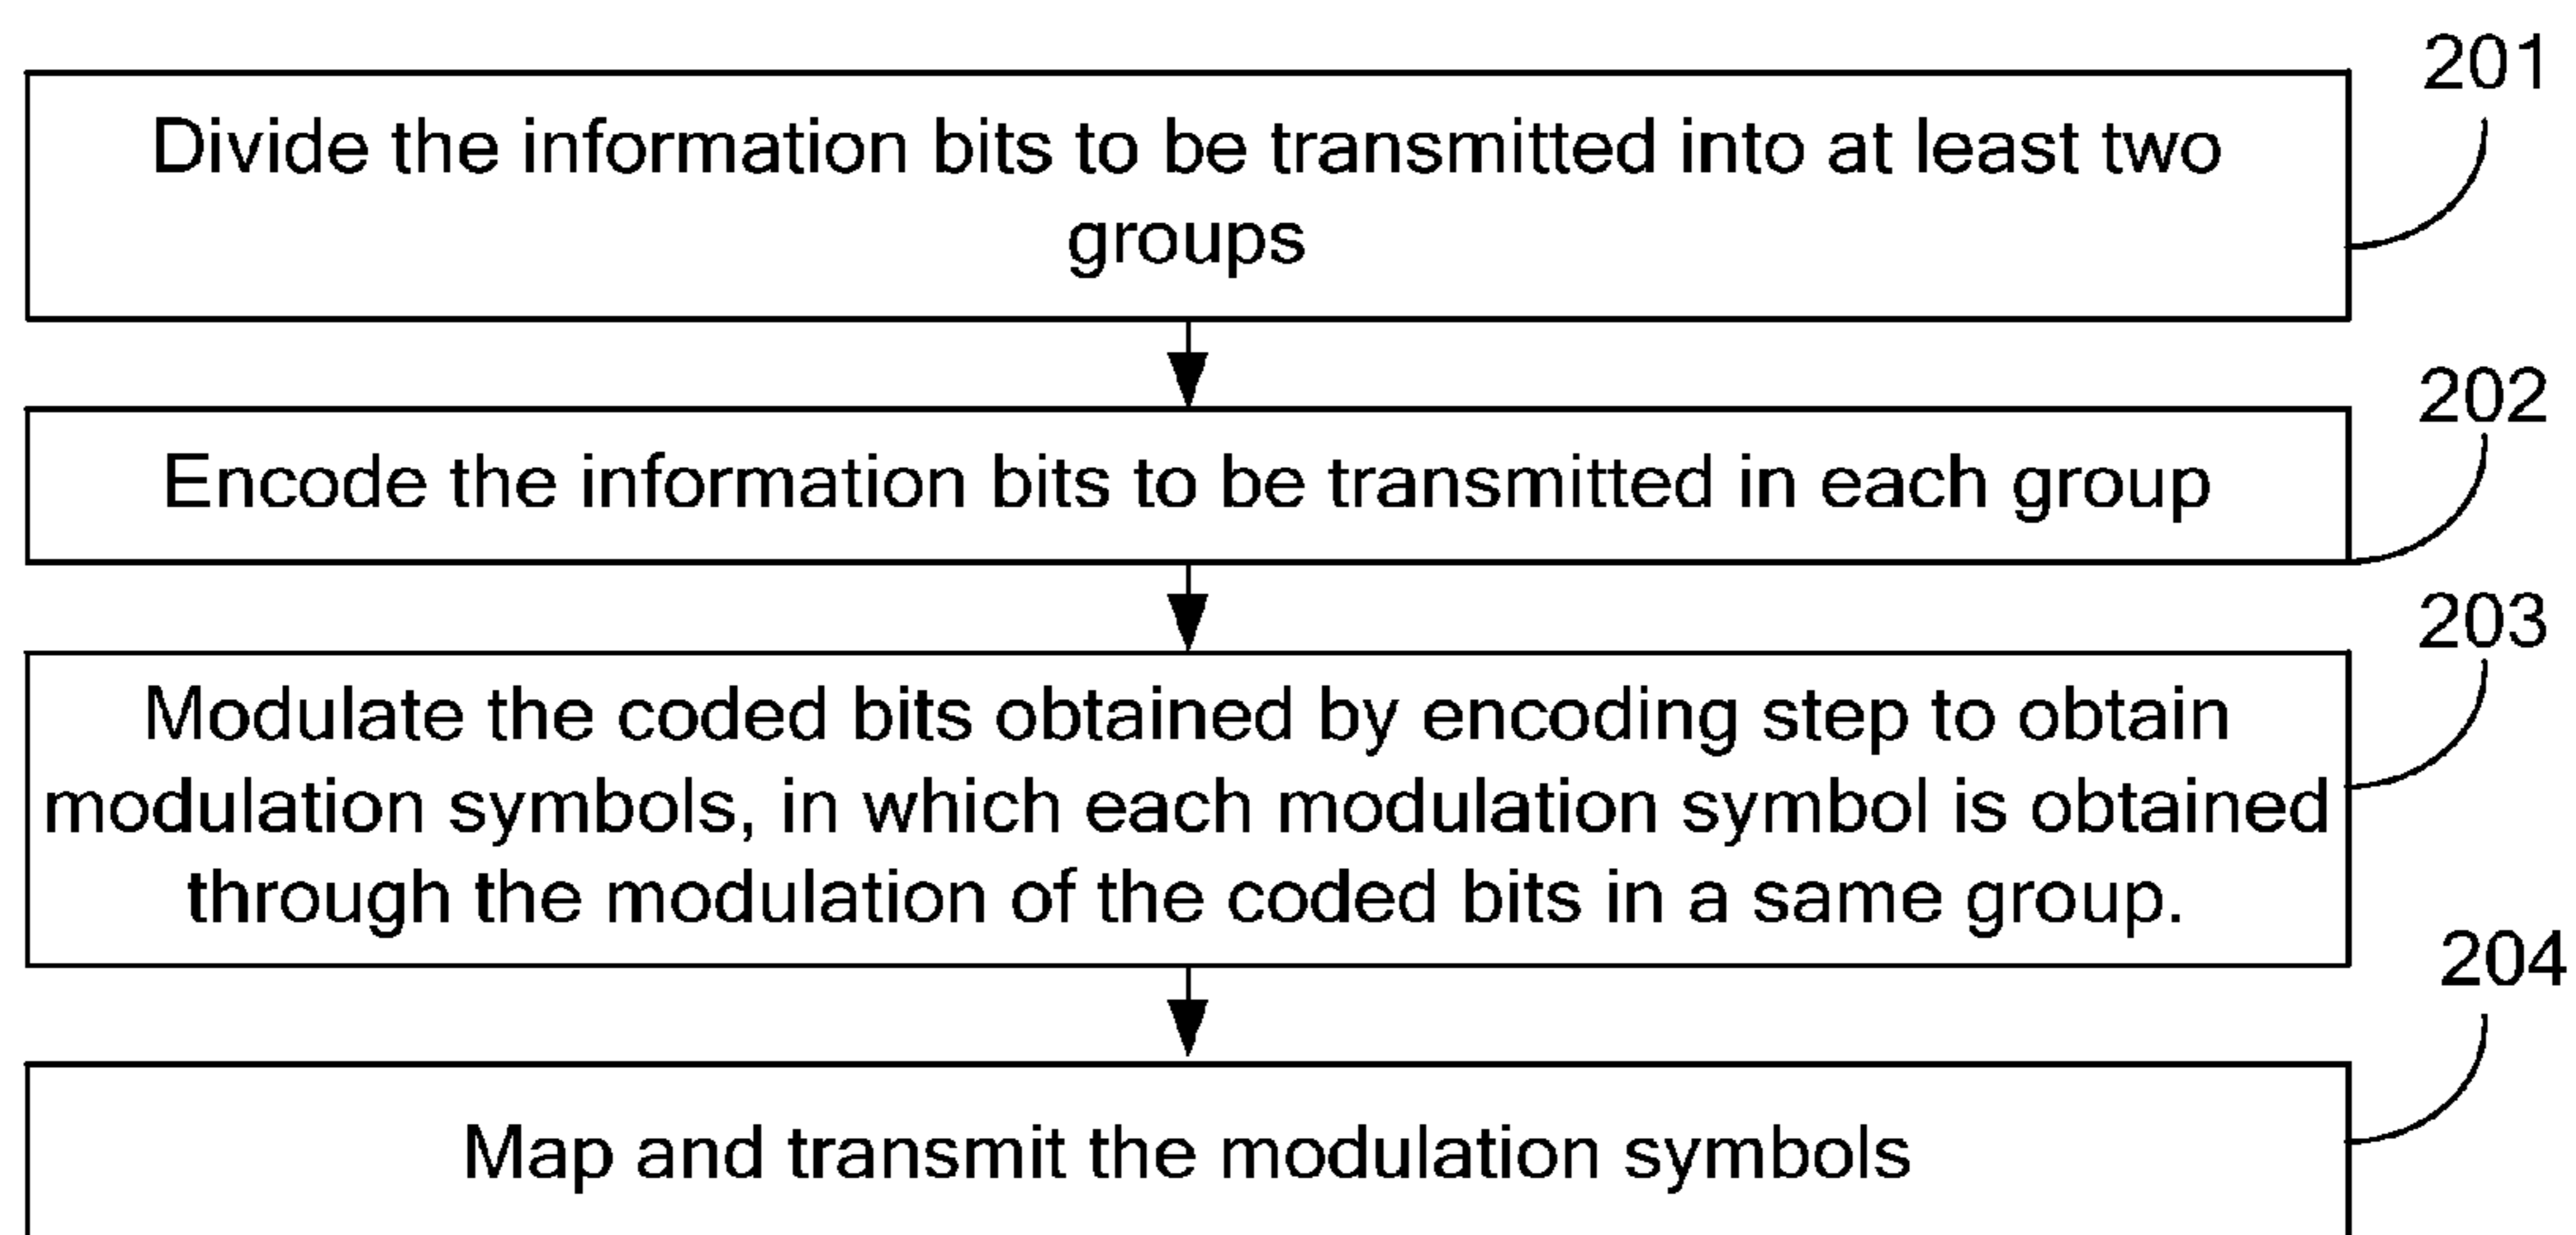 201
Divide the information bits to be transmitted into at least two
groups
202
Encode the information bits to be transmitted in each group
203
Modulate the coded bits obtained by encoding step to obtain
modulation symbols, in which each modulation symbol is obtained
through the modulation of the coded bits in a same group.
204
Map and transmit the modulation symbols